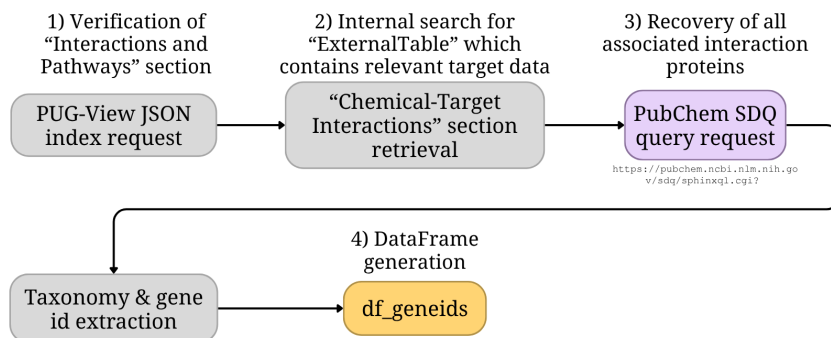 1) Verification of
“Interactions and
Pathways” section
2) Internal search for
“ExternalTable” which
contains relevant target data
3) Recovery of all
associated interaction
proteins
PUG-View JSON
index request
“Chemical-Target
Interactions” section
retrieval
PubChem SDQ
query request
https://pubchem.ncbi.nlm.nih.go
v/sdq/sphinxql.cgi?
4) DataFrame
generation
Taxonomy & gene
id extraction
df_geneids